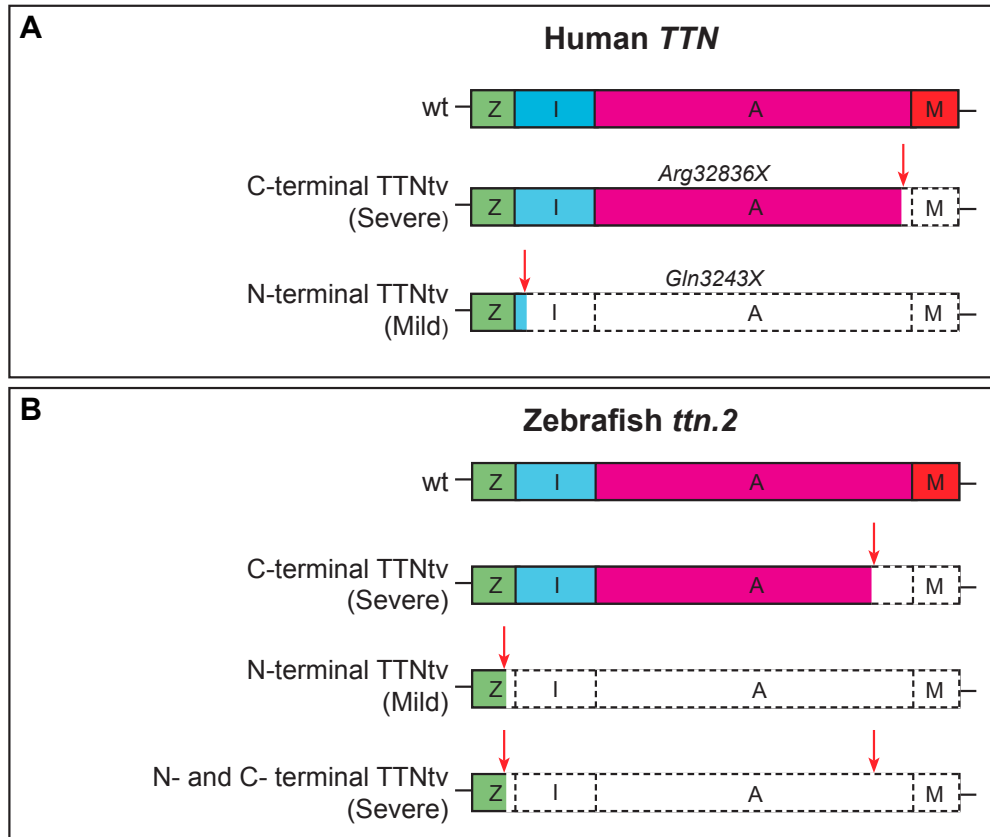 A
Human TTN
wt
Z I A M
C-terminal TTNtv
(Severe)
Arg32836X
Z I A M
N-terminal TTNtv
(Mild)
Gln3243X
Z I A M
B
Zebrafish ttn.2
wt
Z I A M
C-terminal TTNtv
(Severe)
Z I A M
N-terminal TTNtv
(Mild)
Z I A M
N- and C- terminal TTNtv
(Severe)
Z I A M